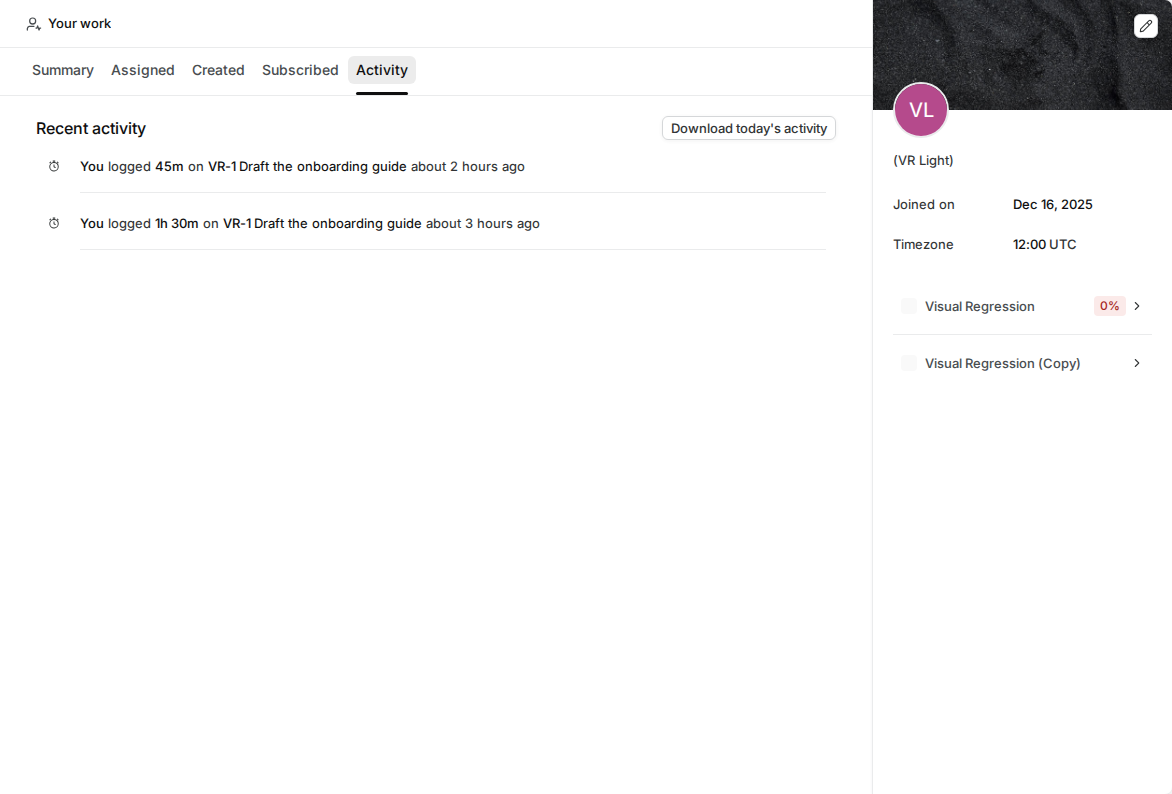 Your work
Summary Assigned Created Subscribed Activity
Recent activity
Download today's activity
You logged 45m on VR-1 Draft the onboarding guide about 2 hours ago
You logged 1h 30m on VR-1 Draft the onboarding guide about 3 hours ago
VL
(VR Light)
Joined on Dec 16, 2025
Timezone 12:00 UTC
Visual Regression 0%
Visual Regression (Copy)